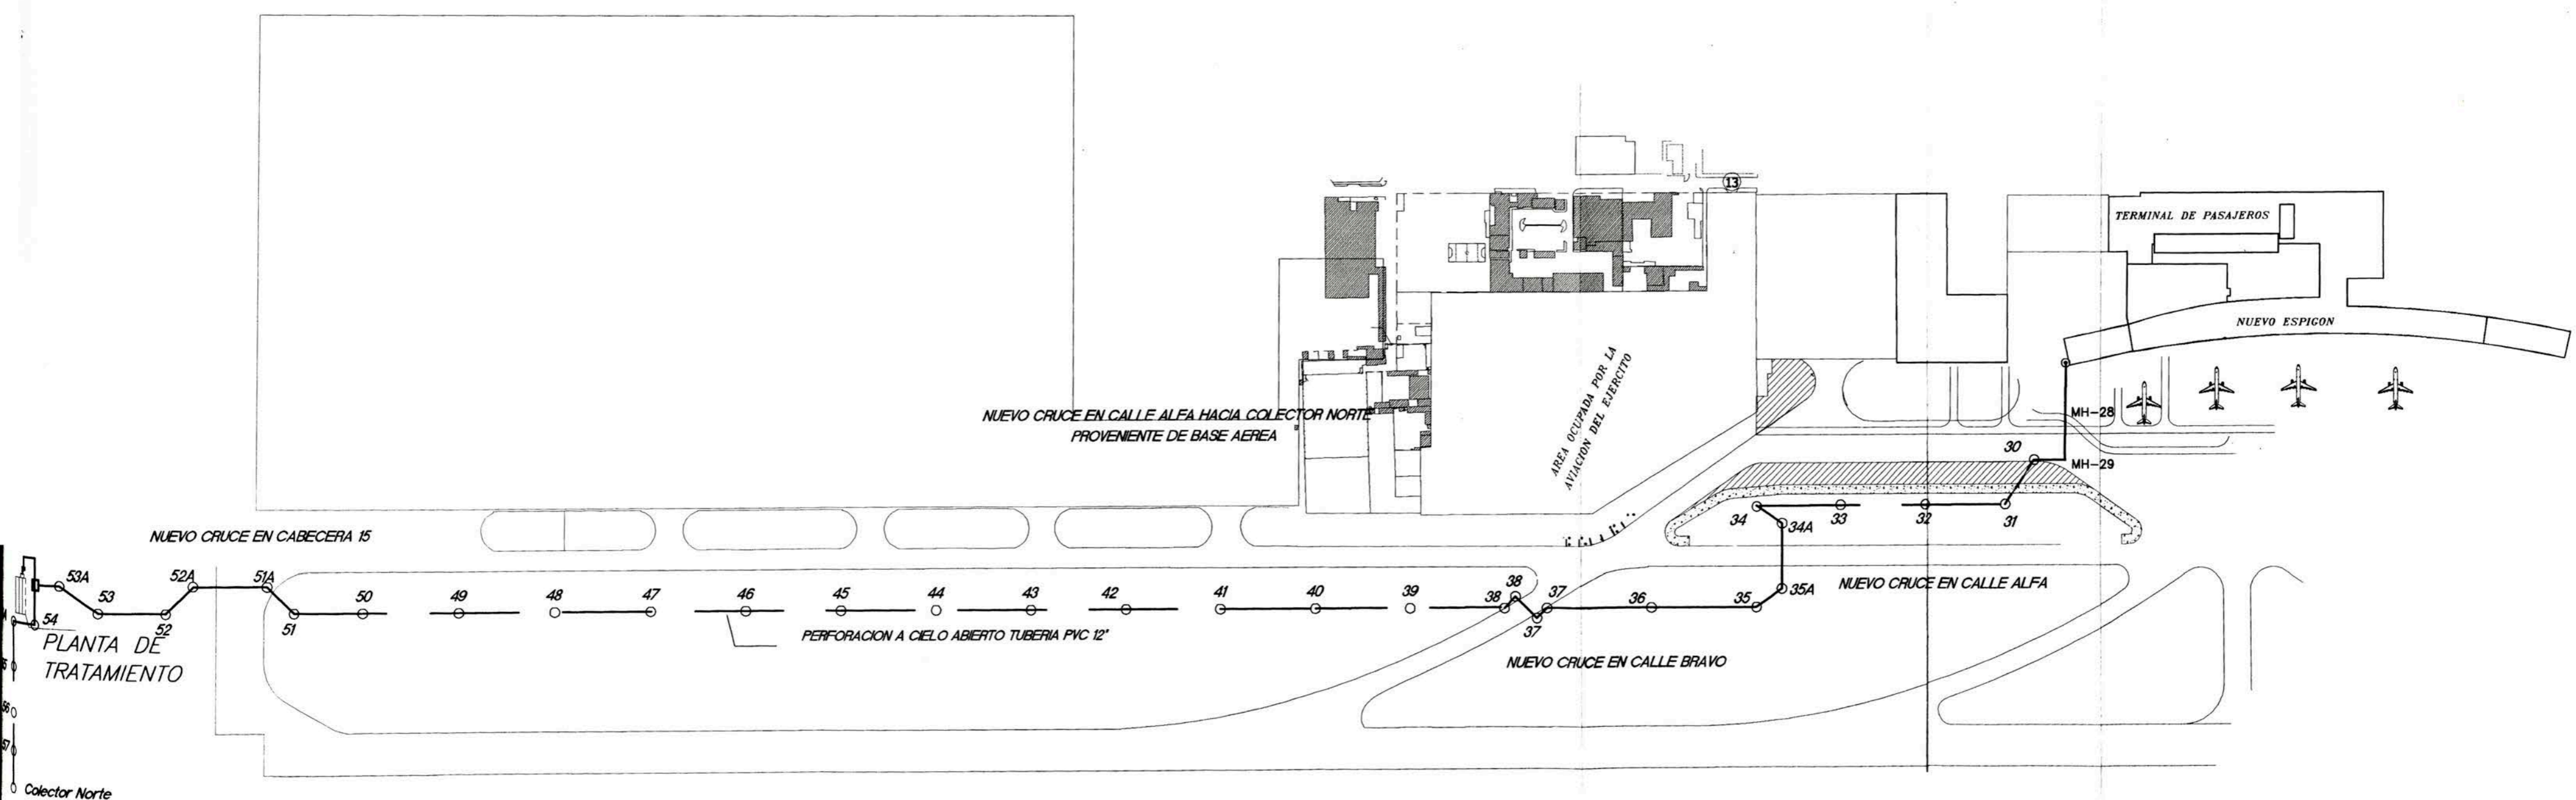 13
TERMINAL DE PASAJEROS
NUEVO ESPIGON
AREA OCUPADA POR LA
AVIACION DEL EJERCITO
NUEVO CRUCE EN CALLE ALFA HACIA COLECTOR NORTE
PROVENIENTE DE BASE AEREA
MH-28
30
MH-29
34
33
32
31
34A
NUEVO CRUCE EN CABECERA 15
53A
52A
51A
53
52
51
50
49
48
47
46
45
44
43
42
41
40
39
38
38
37
37
36
35
35A
NUEVO CRUCE EN CALLE ALFA
54
PLANTA DE
TRATAMIENTO
PERFORACION A CIELO ABIERTO TUBERIA PVC 12"
NUEVO CRUCE EN CALLE BRAVO
56
57
Colector Norte